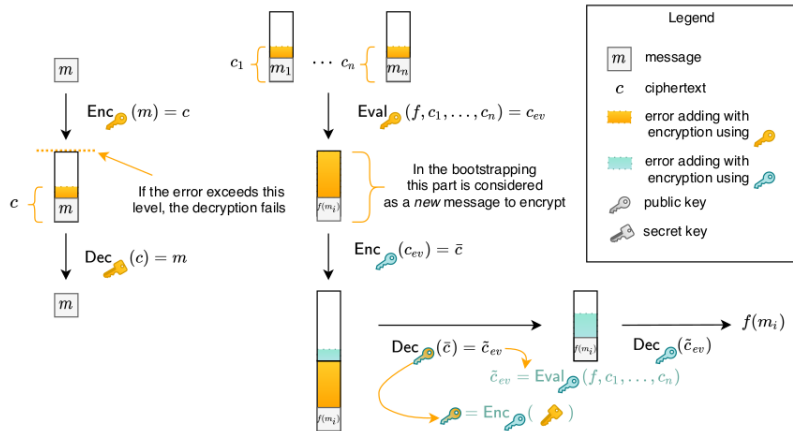 m
Enc (m) = c
If the error exceeds this
level, the decryption fails
c
m
Dec (c) = m
m
c₁ m₁ ⋯ cₙ mₙ
Eval (f, c₁, . . . , cₙ) = cₑᵥ
f(mᵢ)
In the bootstrapping
this part is considered
as a new message to encrypt
Enc (cₑᵥ) = c̄
f(mᵢ)
Dec (c̄) = c̃ₑᵥ
c̃ₑᵥ = Eval (f, c₁, . . . , cₙ)
= Enc ( )
f(mᵢ)
Dec (c̃ₑᵥ)
f(mᵢ)
Legend
m message
c ciphertext
error adding with
encryption using
error adding with
encryption using
public key
secret key